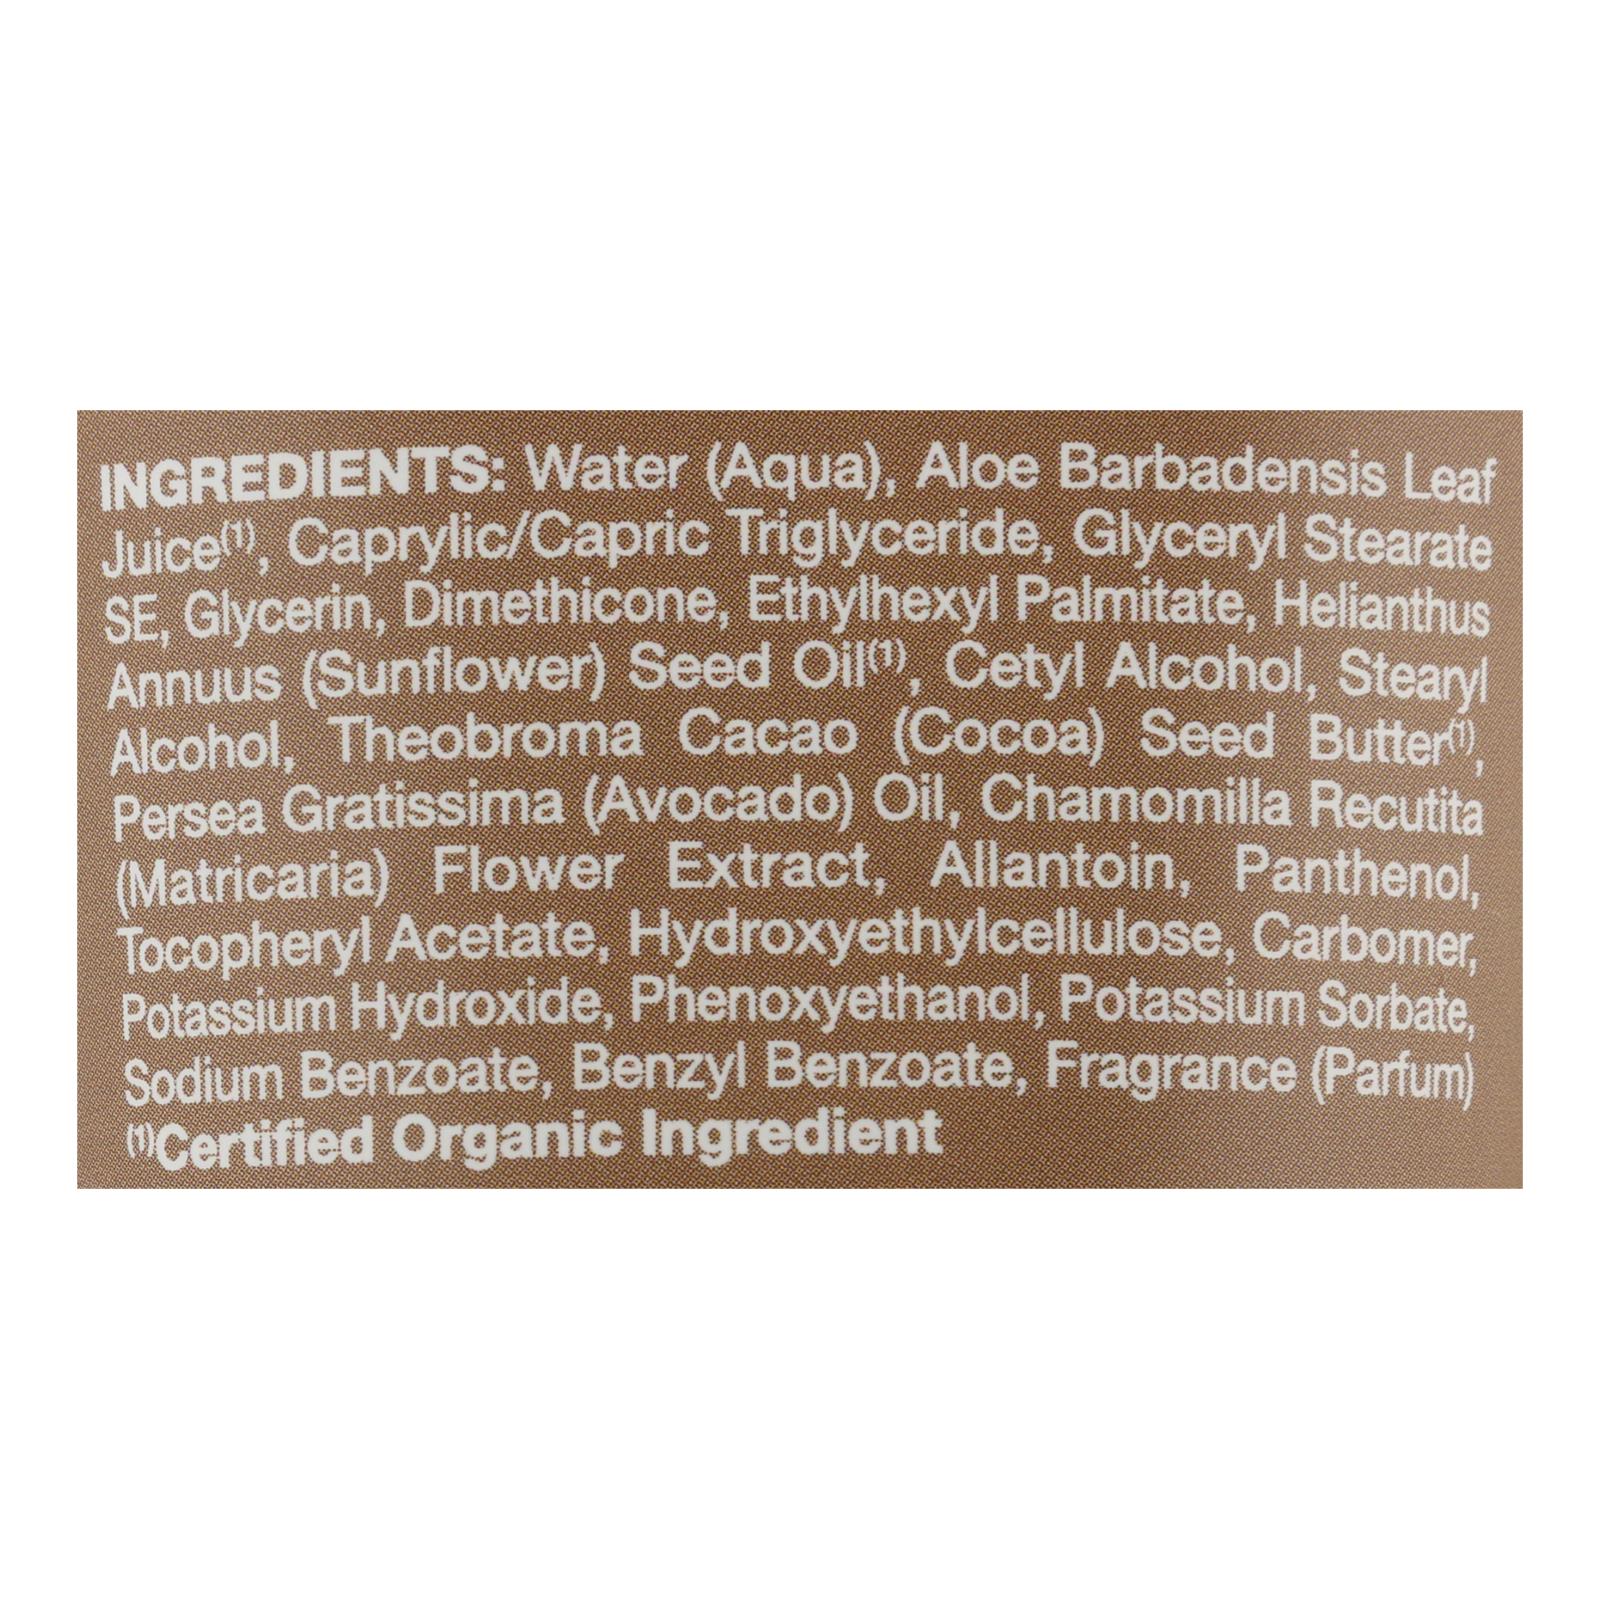 INGREDIENTS: Water (Aqua), Aloe Barbadensis Leaf
Juice(1), Caprylic/Capric Triglyceride, Glyceryl Stearate
SE, Glycerin, Dimethicone, Ethylhexyl Palmitate, Helianthus
Annuus (Sunflower) Seed Oil(1), Cetyl Alcohol, Stearyl
Alcohol, Theobroma Cacao (Cocoa) Seed Butter(1),
Persea Gratissima (Avocado) Oil, Chamomilla Recutita
(Matricaria) Flower Extract, Allantoin, Panthenol,
Tocopheryl Acetate, Hydroxyethylcellulose, Carbomer,
Potassium Hydroxide, Phenoxyethanol, Potassium Sorbate,
Sodium Benzoate, Benzyl Benzoate, Fragrance (Parfum)
(1)Certified Organic Ingredient